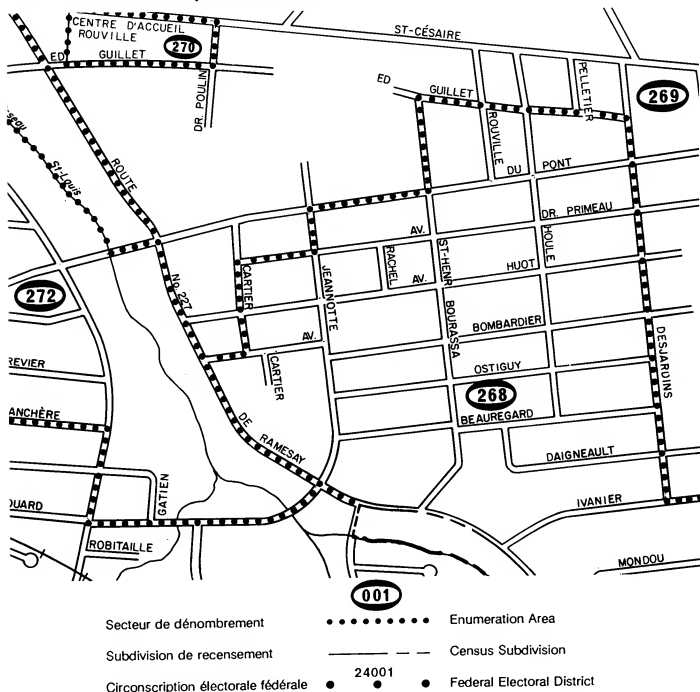 CENTRE D'ACCUEIL
ROUVILLE
270
ED GUILLET
DR. POULIN
ST-CÉSAIRE
ED GUILLET
PELLETIER
269
ROUVILLE
DU PONT
St-Louis
ROUTE
No. 227
DR. PRIMEAU
AV.
HOULE
CARTIER
JEANNOTTE
RACHEL
AV. HUOT
ST-HENRI
BOURASSA
272
BOMBARDIER
AV.
CARTIER
DESJARDINS
REVIER
OSTIGUY
268
ANCHÈRE
DE RAMESAY
BEAUREGARD
DAIGNEAULT
GATIEN
IVANIER
OUARD
ROBITAILLE
MONDOU
001
Secteur de dénombrement Enumeration Area
Subdivision de recensement Census Subdivision
24001
Circonscription électorale fédérale Federal Electoral District